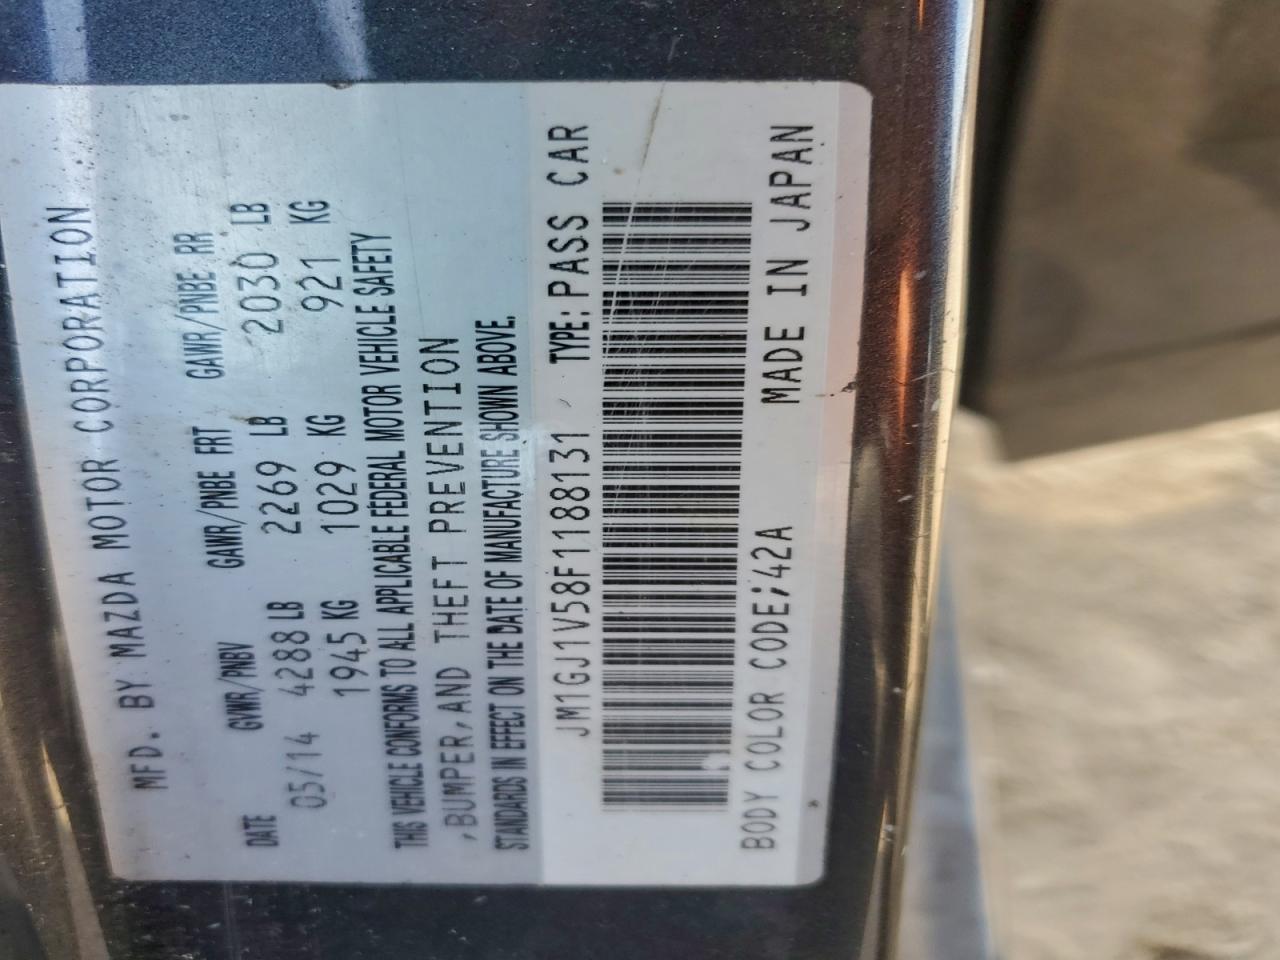 MFD. BY MAZDA MOTOR CORPORATION
DATE GVWR/PNBV GAWR/PNBE FRT GAWR/PNBE RR
05/14 4288 LB 2269 LB 2030 LB
1945 KG 1029 KG 921 KG
THIS VEHICLE CONFORMS TO ALL APPLICABLE FEDERAL MOTOR VEHICLE SAFETY
,BUMPER,AND THEFT PREVENTION
STANDARDS IN EFFECT ON THE DATE OF MANUFACTURE SHOWN ABOVE.
JM1GJ1V58F1188131 TYPE: PASS CAR
BODY COLOR CODE:42A MADE IN JAPAN